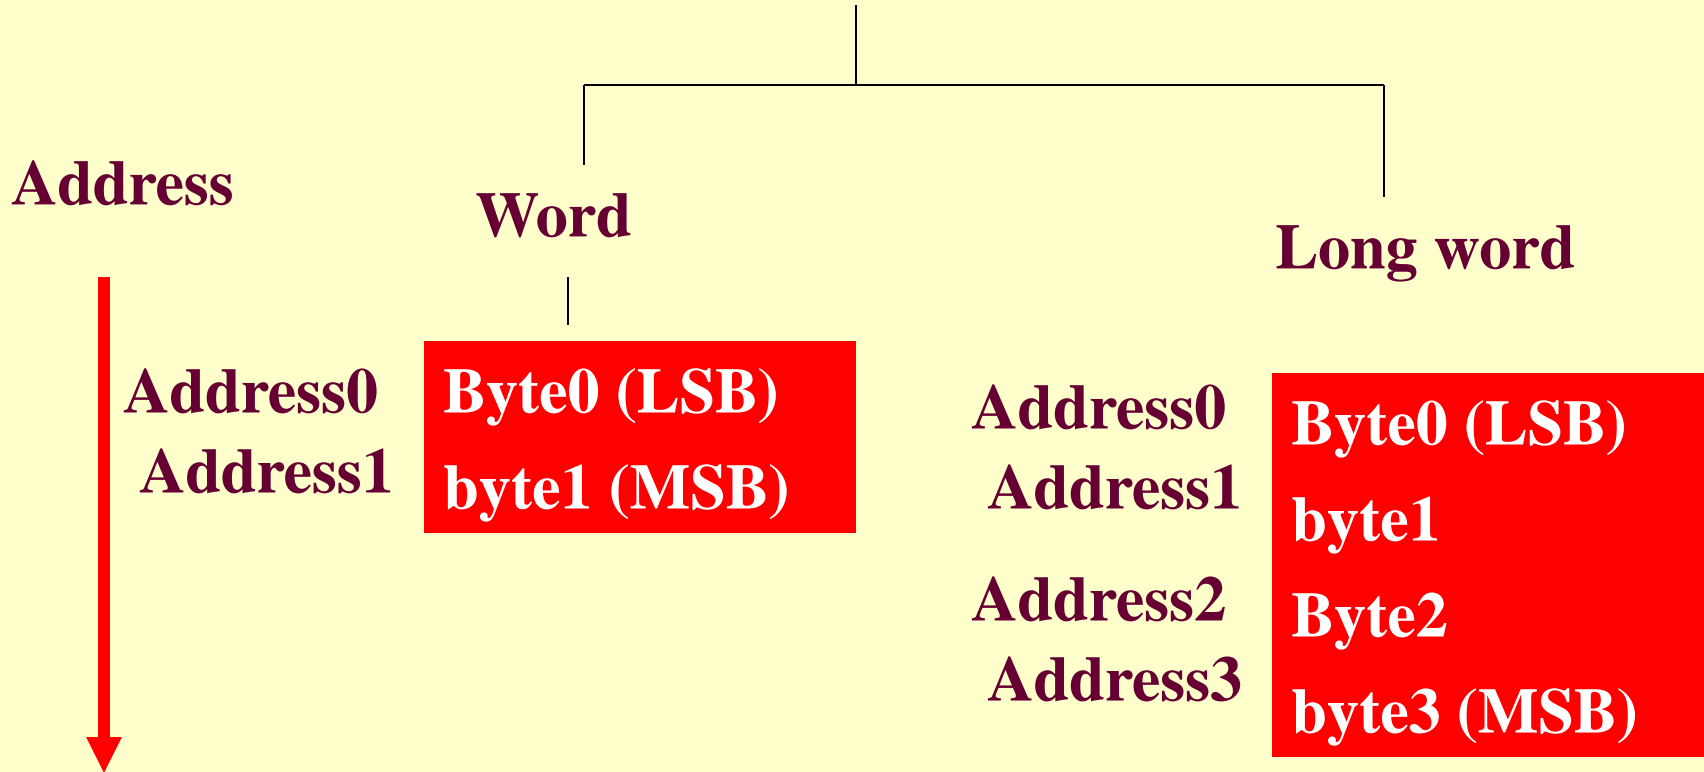 Address
Word
Long word
Address0
Address1
Byte0 (LSB)
byte1 (MSB)
Address0
Address1
Address2
Address3
Byte0 (LSB)
byte1
Byte2
byte3 (MSB)